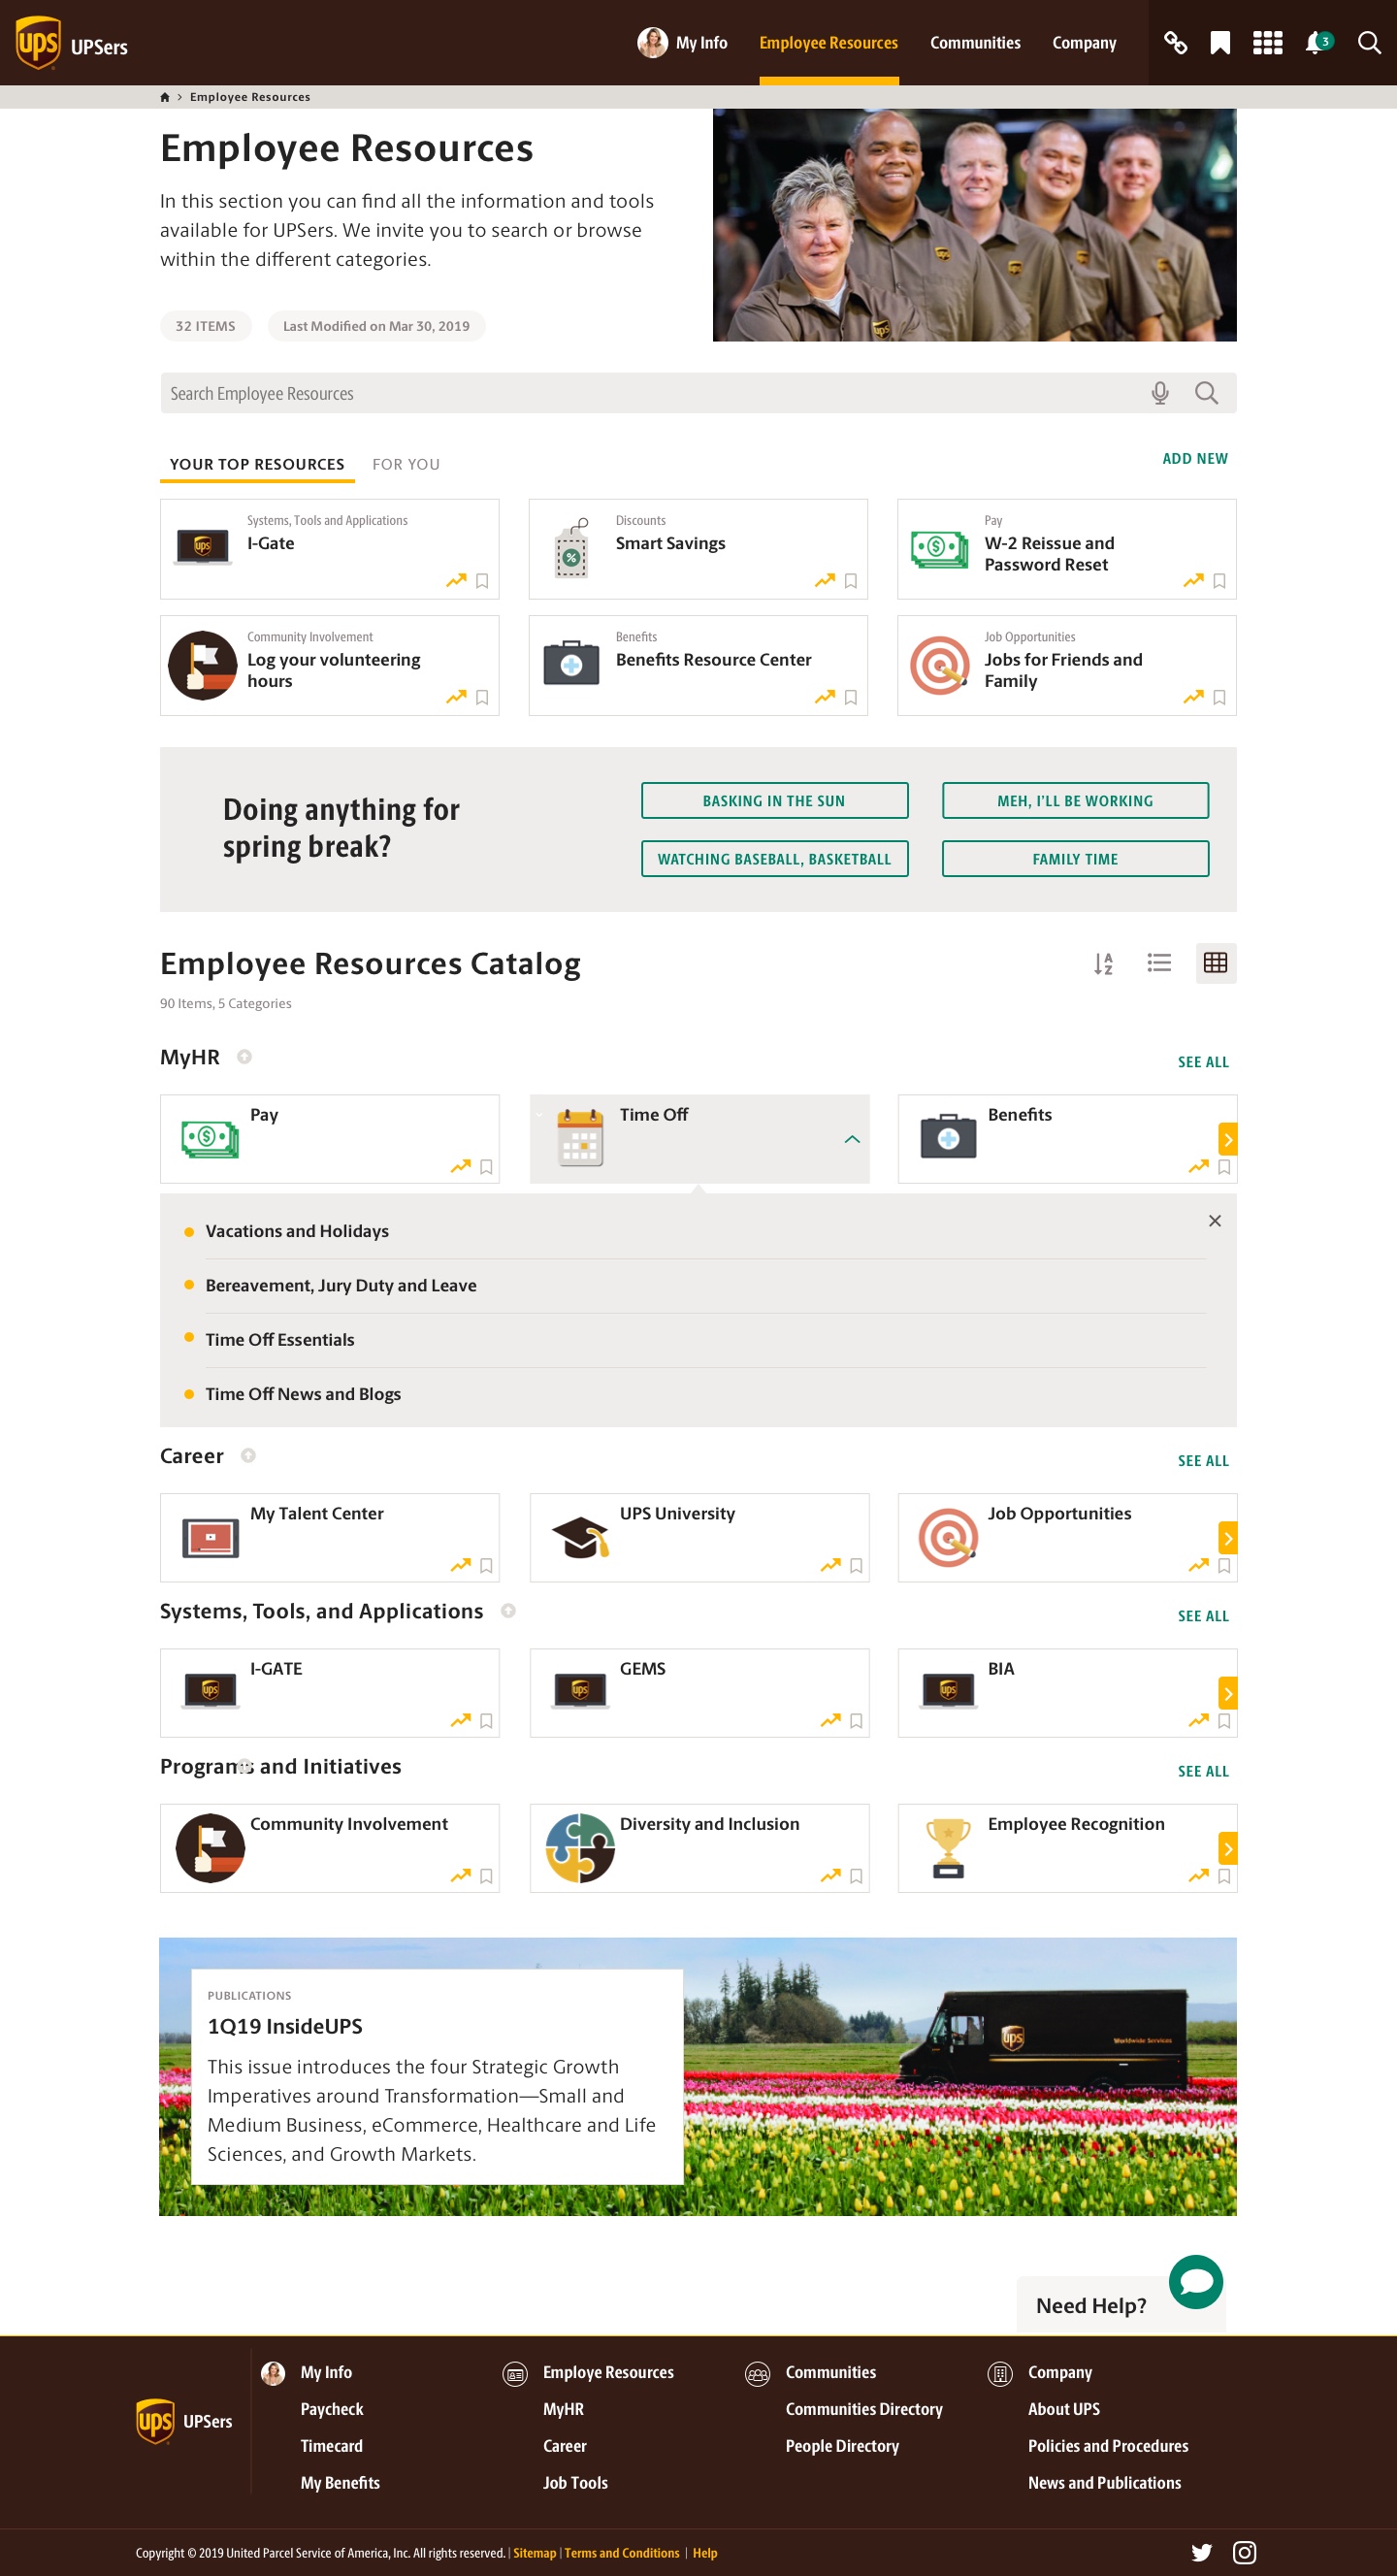 ups UPSers
My Info Employee Resources Communities Company 3
Employee Resources
Employee Resources
In this section you can find all the information and tools
available for UPSers. We invite you to search or browse
within the different categories.
32 ITEMS Last Modified on Mar 30, 2019
Search Employee Resources
YOUR TOP RESOURCES FOR YOU ADD NEW
Systems, Tools and Applications
I-Gate
Discounts
Smart Savings
Pay
W-2 Reissue and
Password Reset
Community Involvement
Log your volunteering
hours
Benefits
Benefits Resource Center
Job Opportunities
Jobs for Friends and
Family
Doing anything for
spring break?
BASKING IN THE SUN MEH, I'LL BE WORKING
WATCHING BASEBALL, BASKETBALL FAMILY TIME
Employee Resources Catalog
90 Items, 5 Categories
MyHR SEE ALL
Pay Time Off Benefits
Vacations and Holidays
Bereavement, Jury Duty and Leave
Time Off Essentials
Time Off News and Blogs
Career SEE ALL
My Talent Center UPS University Job Opportunities
Systems, Tools, and Applications SEE ALL
I-GATE GEMS BIA
ups ups ups
Programs and Initiatives SEE ALL
Community Involvement Diversity and Inclusion Employee Recognition
PUBLICATIONS
1Q19 InsideUPS
This issue introduces the four Strategic Growth
Imperatives around Transformation—Small and
Medium Business, eCommerce, Healthcare and Life
Sciences, and Growth Markets.
ups Worldwide Services
Need Help?
ups UPSers
My Info
Paycheck
Timecard
My Benefits
Employe Resources
MyHR
Career
Job Tools
Communities
Communities Directory
People Directory
Company
About UPS
Policies and Procedures
News and Publications
Copyright © 2019 United Parcel Service of America, Inc. All rights reserved. | Sitemap | Terms and Conditions | Help